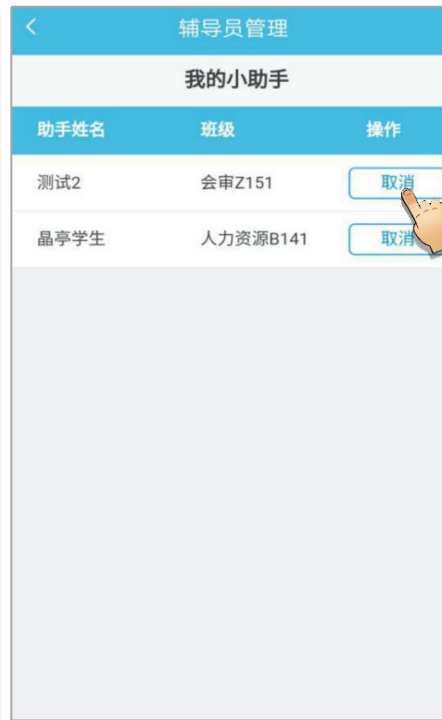 辅导员管理
我的小助手
助手姓名 班级 操作
测试2 会审Z151 取消
晶亭学生 人力资源B141 取消